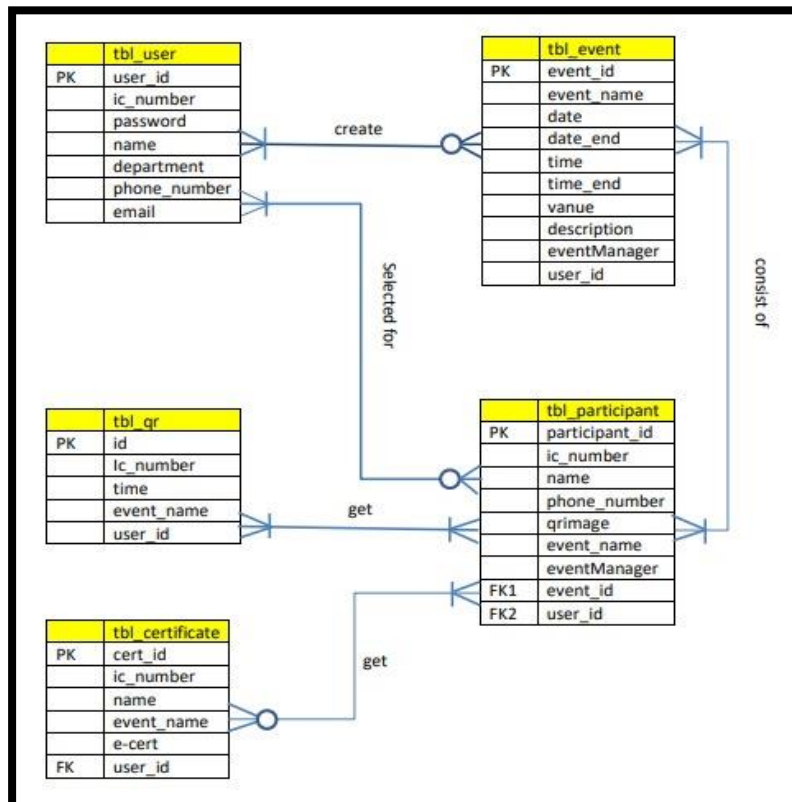 tbl_user
PK user_id
ic_number
password
name
department
phone_number
email
create
tbl_event
PK event_id
event_name
date
date_end
time
time_end
vanue
description
eventManager
user_id
Selected for
consist of
tbl_qr
PK id
Ic_number
time
event_name
user_id
get
tbl_participant
PK participant_id
ic_number
name
phone_number
qrimage
event_name
eventManager
FK1 event_id
FK2 user_id
tbl_certificate
PK cert_id
ic_number
name
event_name
e-cert
FK user_id
get